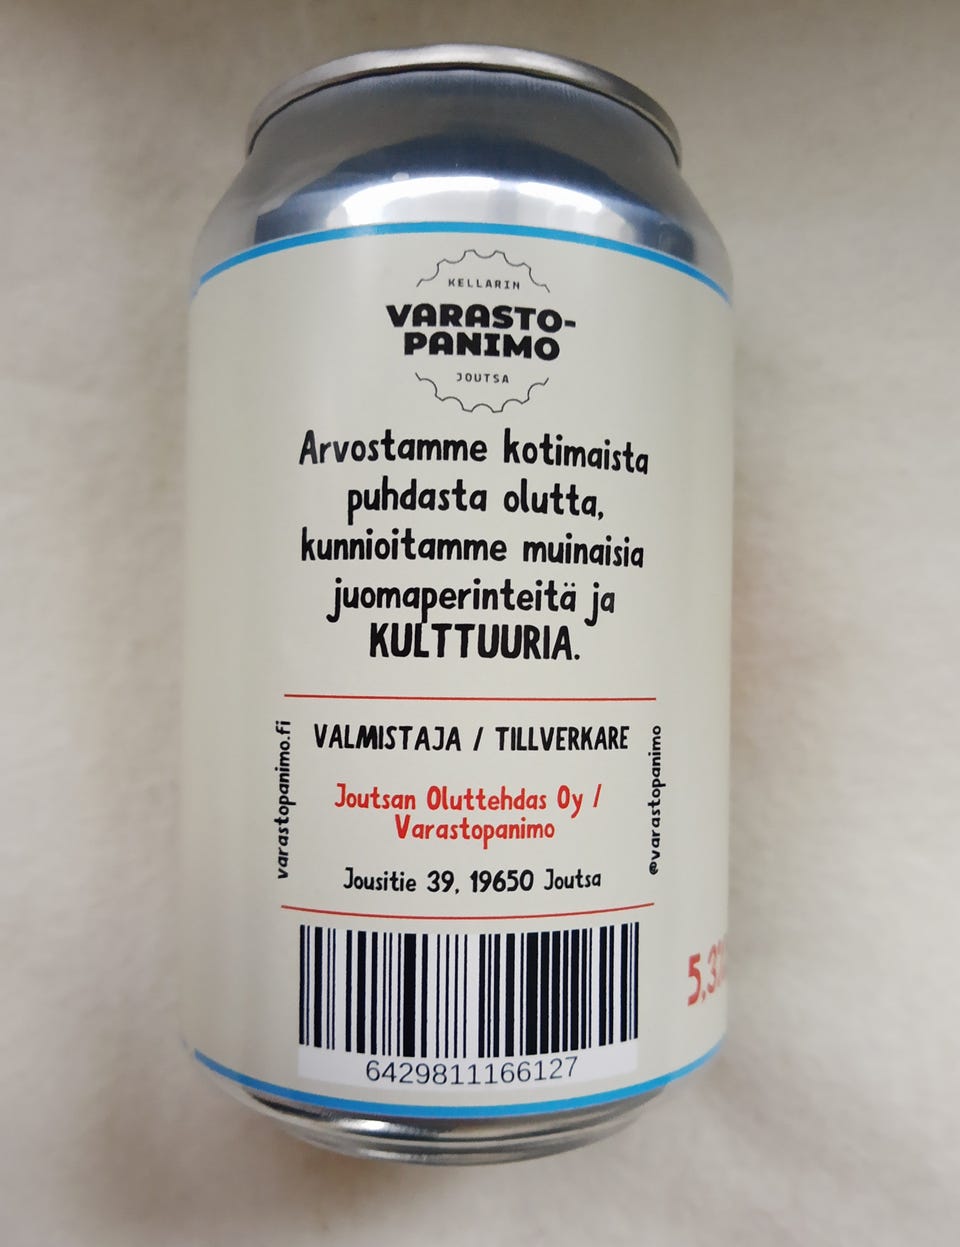 KELLARIN
VARASTO-
PANIMO
JOUTSA
Arvostamme kotimaista
puhdasta olutta,
kunnioitamme muinaisia
juomaperinteitä ja
KULTTUURIA.
VALMISTAJA / TILLVERKARE
Joutsan Oluttehdas Oy /
Varastopanimo
Jousitie 39, 19650 Joutsa
varastopanimo.fi
@varastopanimo
6429811166127